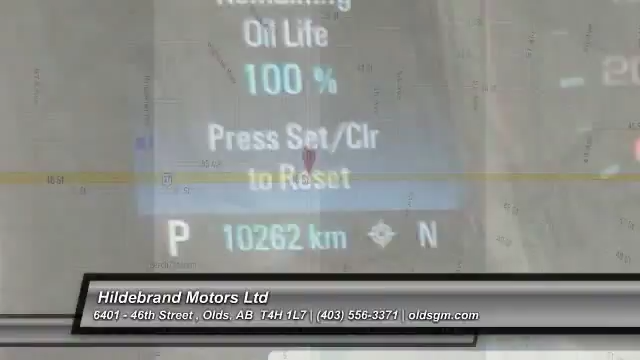 Remaining
Oil Life
100 %
Press Set/Clr
to Reset
P 10262 km N
Hildebrand Motors Ltd
6401 - 46th Street , Olds, AB T4H 1L7 | (403) 556-3371 | oldsgm.com